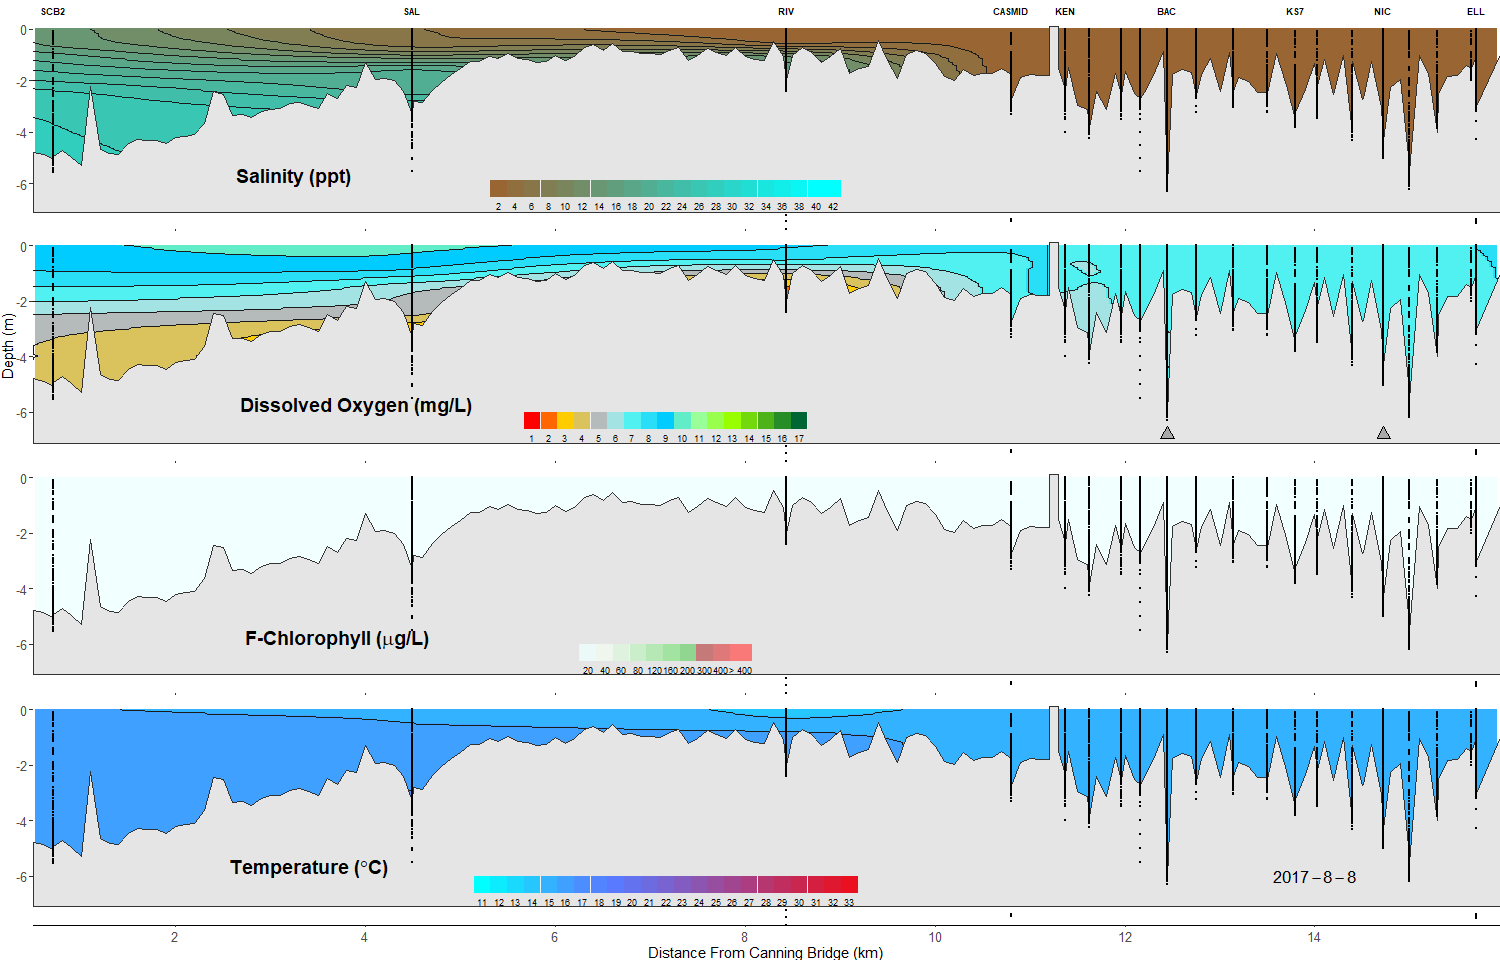 SCB2 SAL RIV CASMID KEN BAC KS7 NIC ELL
0
-2
-4
-6
Salinity (ppt)
2 4 6 8 10 12 14 16 18 20 22 24 26 28 30 32 34 36 38 40 42
0
-2
-4
-6
Dissolved Oxygen (mg/L)
1 2 3 4 5 6 7 8 9 10 11 12 13 14 15 16 17
Depth (m)
0
-2
-4
-6
F-Chlorophyll (μg/L)
20 40 60 80 120 160 200 300 400 > 400
0
-2
-4
-6
Temperature (°C)
2017-8-8
11 12 13 14 15 16 17 18 19 20 21 22 23 24 25 26 27 28 29 30 31 32 33
2 4 6 8 10 12 14
Distance From Canning Bridge (km)